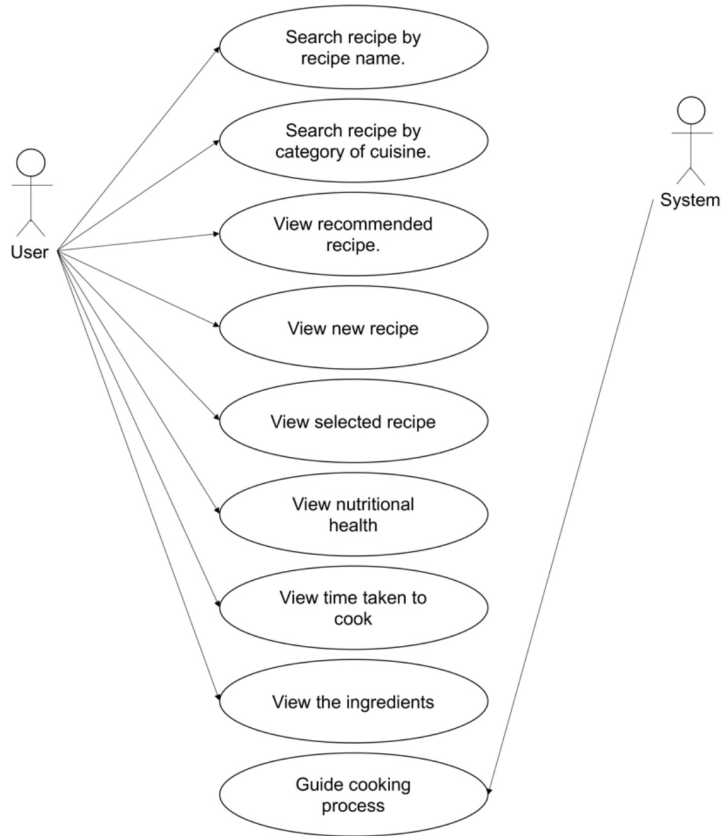 Search recipe by
recipe name.
Search recipe by
category of cuisine.
System
User
View recommended
recipe.
View new recipe
View selected recipe
View nutritional
health
View time taken to
cook
View the ingredients
Guide cooking
process